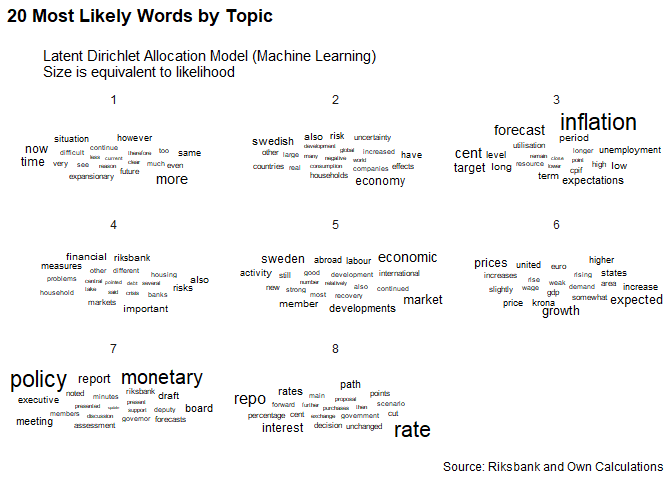 20 Most Likely Words by Topic
Latent Dirichlet Allocation Model (Machine Learning)
Size is equivalent to likelihood
1
situation however
now difficult continue therefore too same
less current
time very see reason clear much even
expansionary future more
2
swedish also risk uncertainty
development global increased
other large many negative world have
countries real consumption companies effects
households economy
3
inflation
forecast period
utilisation longer unemployment
cent level remain close point
target long resource lower cpif high low
term expectations
4
financial riksbank
measures other different housing
problems central pointed debt several also
household take said crisis banks risks
markets important
5
sweden abroad labour economic
activity still good development international
new number relatively also continued
strong most recovery market
member developments
6
prices united euro higher
increases rise weak rising states
slightly wage gdp demand area increase
price krona somewhat expected
growth
7
policy report monetary
executive noted minutes riksbank draft
presented update present
members discussion support deputy board
meeting assessment governor forecasts
8
rates main path
repo forward further proposal points
purchases then scenario
percentage cent exchange government cut
interest decision unchanged rate
Source: Riksbank and Own Calculations